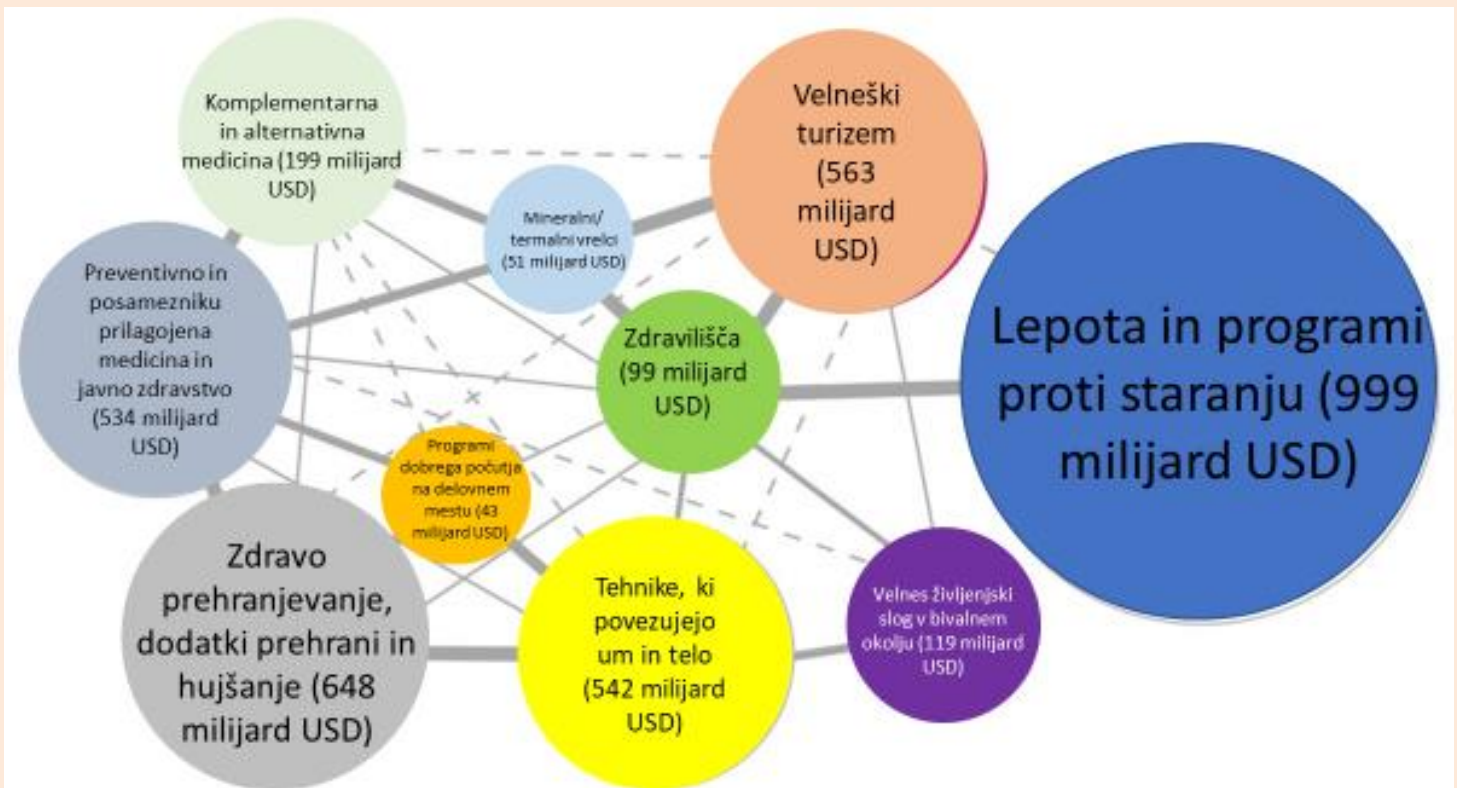 Komplementarna
in alternativna
medicina (199 milijard
USD)
Velneški
turizem
(563
milijard
USD)
Mineralni/
termalni vrelci
(51 milijard USD)
Preventivno in
posamezniku
prilagojena
medicina in
javno zdravstvo
(534 milijard
USD)
Zdravilišča
(99 milijard
USD)
Lepota in programi
proti staranju (999
milijard USD)
Programi
dobrega počutja
na delovnem
mestu (43
milijard USD)
Zdravo
prehranjevanje,
dodatki prehrani in
hujšanje (648
milijard USD)
Tehnike, ki
povezujejo
um in telo
(542 milijard
USD)
Velnes življenjski
slog v bivalnem
okolju (119 milijard
USD)